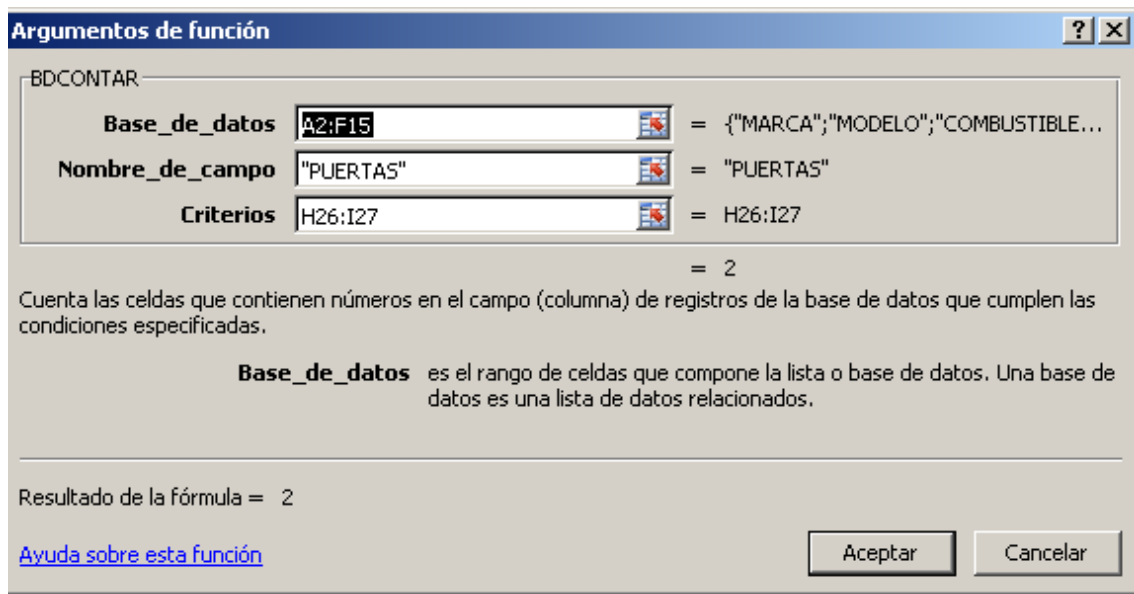 Argumentos de función
BDCONTAR
Base_de_datos A2:F15 = {"MARCA";"MODELO";"COMBUSTIBLE...
Nombre_de_campo "PUERTAS" = "PUERTAS"
Criterios H26:I27 = H26:I27
= 2
Cuenta las celdas que contienen números en el campo (columna) de registros de la base de datos que cumplen las
condiciones especificadas.
Base_de_datos es el rango de celdas que compone la lista o base de datos. Una base de
datos es una lista de datos relacionados.
Resultado de la fórmula = 2
Ayuda sobre esta función Aceptar Cancelar